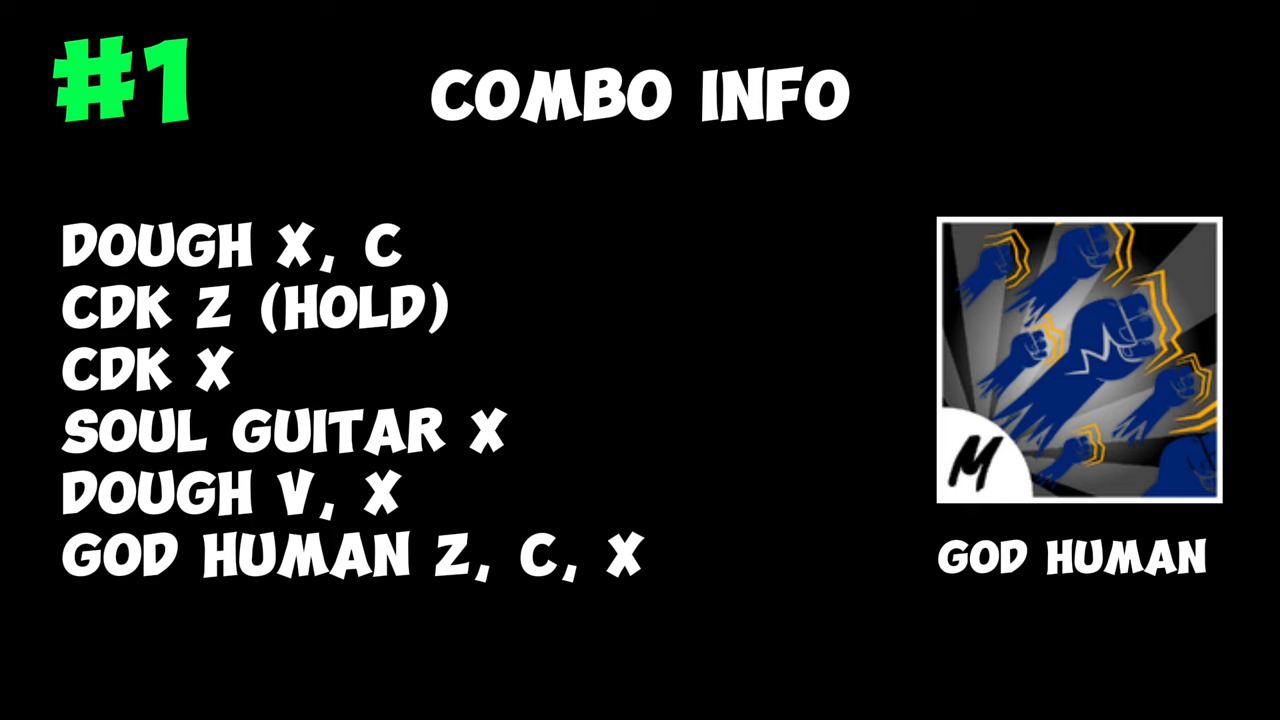 #1
COMBO INFO
DOUGH X, C
CDK Z (HOLD)
CDK X
SOUL GUITAR X
DOUGH V, X
GOD HUMAN Z, C, X
M
GOD HUMAN